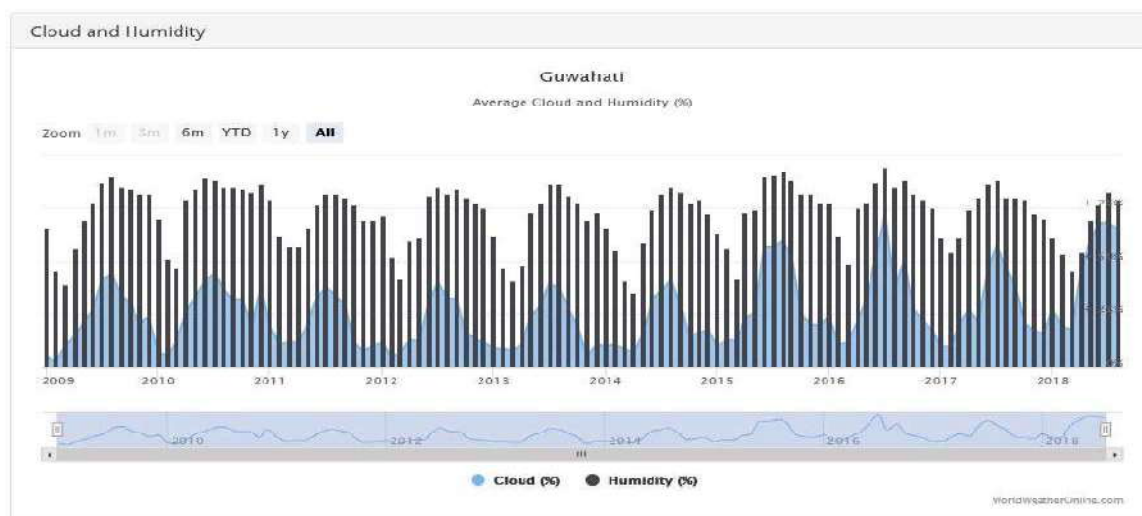 Cloud and Humidity
Guwahati
Average Cloud and Humidity (%)
Zoom 1m 3m 6m YTD 1y All
2009 2010 2011 2012 2013 2014 2015 2016 2017 2018
2010 2012 2014 2016 2018
Cloud (%) Humidity (%)
WorldWeatherOnline.com